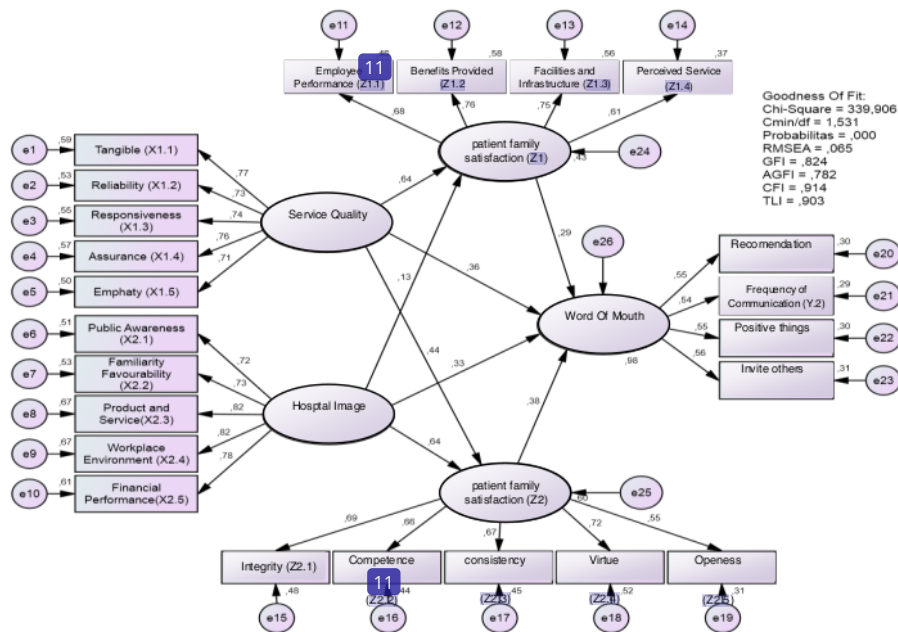 e11
e12
e13
e14
,58
,56
,37
11
Employee
Performance (Z1.1)
Benefits Provided
(Z1.2
Facilities and
Infrastructure (Z1.3)
Perceived Service
(Z1.4)
,68
,76
,75
,61
Goodness Of Fit:
Chi-Square = 339,906
Cmin/df = 1,531
Probabilitas = ,000
RMSEA = ,065
GFI = ,824
AGFI = ,782
CFI = ,914
TLI = ,903
patient family
satisfaction (Z1)
,43
e24
e1
,59
Tangible (X1.1)
,77
e2
,53
Reliability (X1.2)
,73
e3
,55
Responsiveness
(X1.3)
,74
e4
,57
Assurance (X1.4)
,76
e5
,50
Emphaty (X1.5)
,71
Service Quality
,64
,13
,36
,29
,44
e26
e6
,51
Public Awareness
(X2.1)
,72
e7
,53
Familiarity
Favourability
(X2.2)
,73
e8
,67
Product and
Service(X2.3)
,82
e9
,67
Workplace
Environment (X2.4)
,82
e10
,61
Financial
Performance(X2.5)
,78
Hosptal Image
,33
,64
,38
Word Of Mouth
,98
,55
Recomendation
,30
e20
,54
Frequency of
Communication (Y.2)
,29
e21
,55
Positive things
,30
e22
,56
Invite others
,31
e23
patient family
satisfaction (Z2)
,60
e25
,69
,66
,67
,72
,55
Integrity (Z2.1)
Competence
consistency
Virtue
Openess
11
,48
,44
,45
,52
,31
(Z2.2)
(Z2.3)
(Z2.4)
(Z2.5)
e15
e16
e17
e18
e19